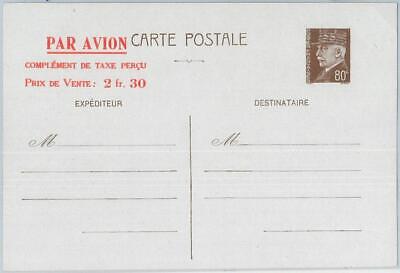 PAR AVION CARTE POSTALE
COMPLÉMENT DE TAXE PERÇU
PRIX DE VENTE : 2 fr. 30
80c
EXPÉDITEUR DESTINATAIRE
M M